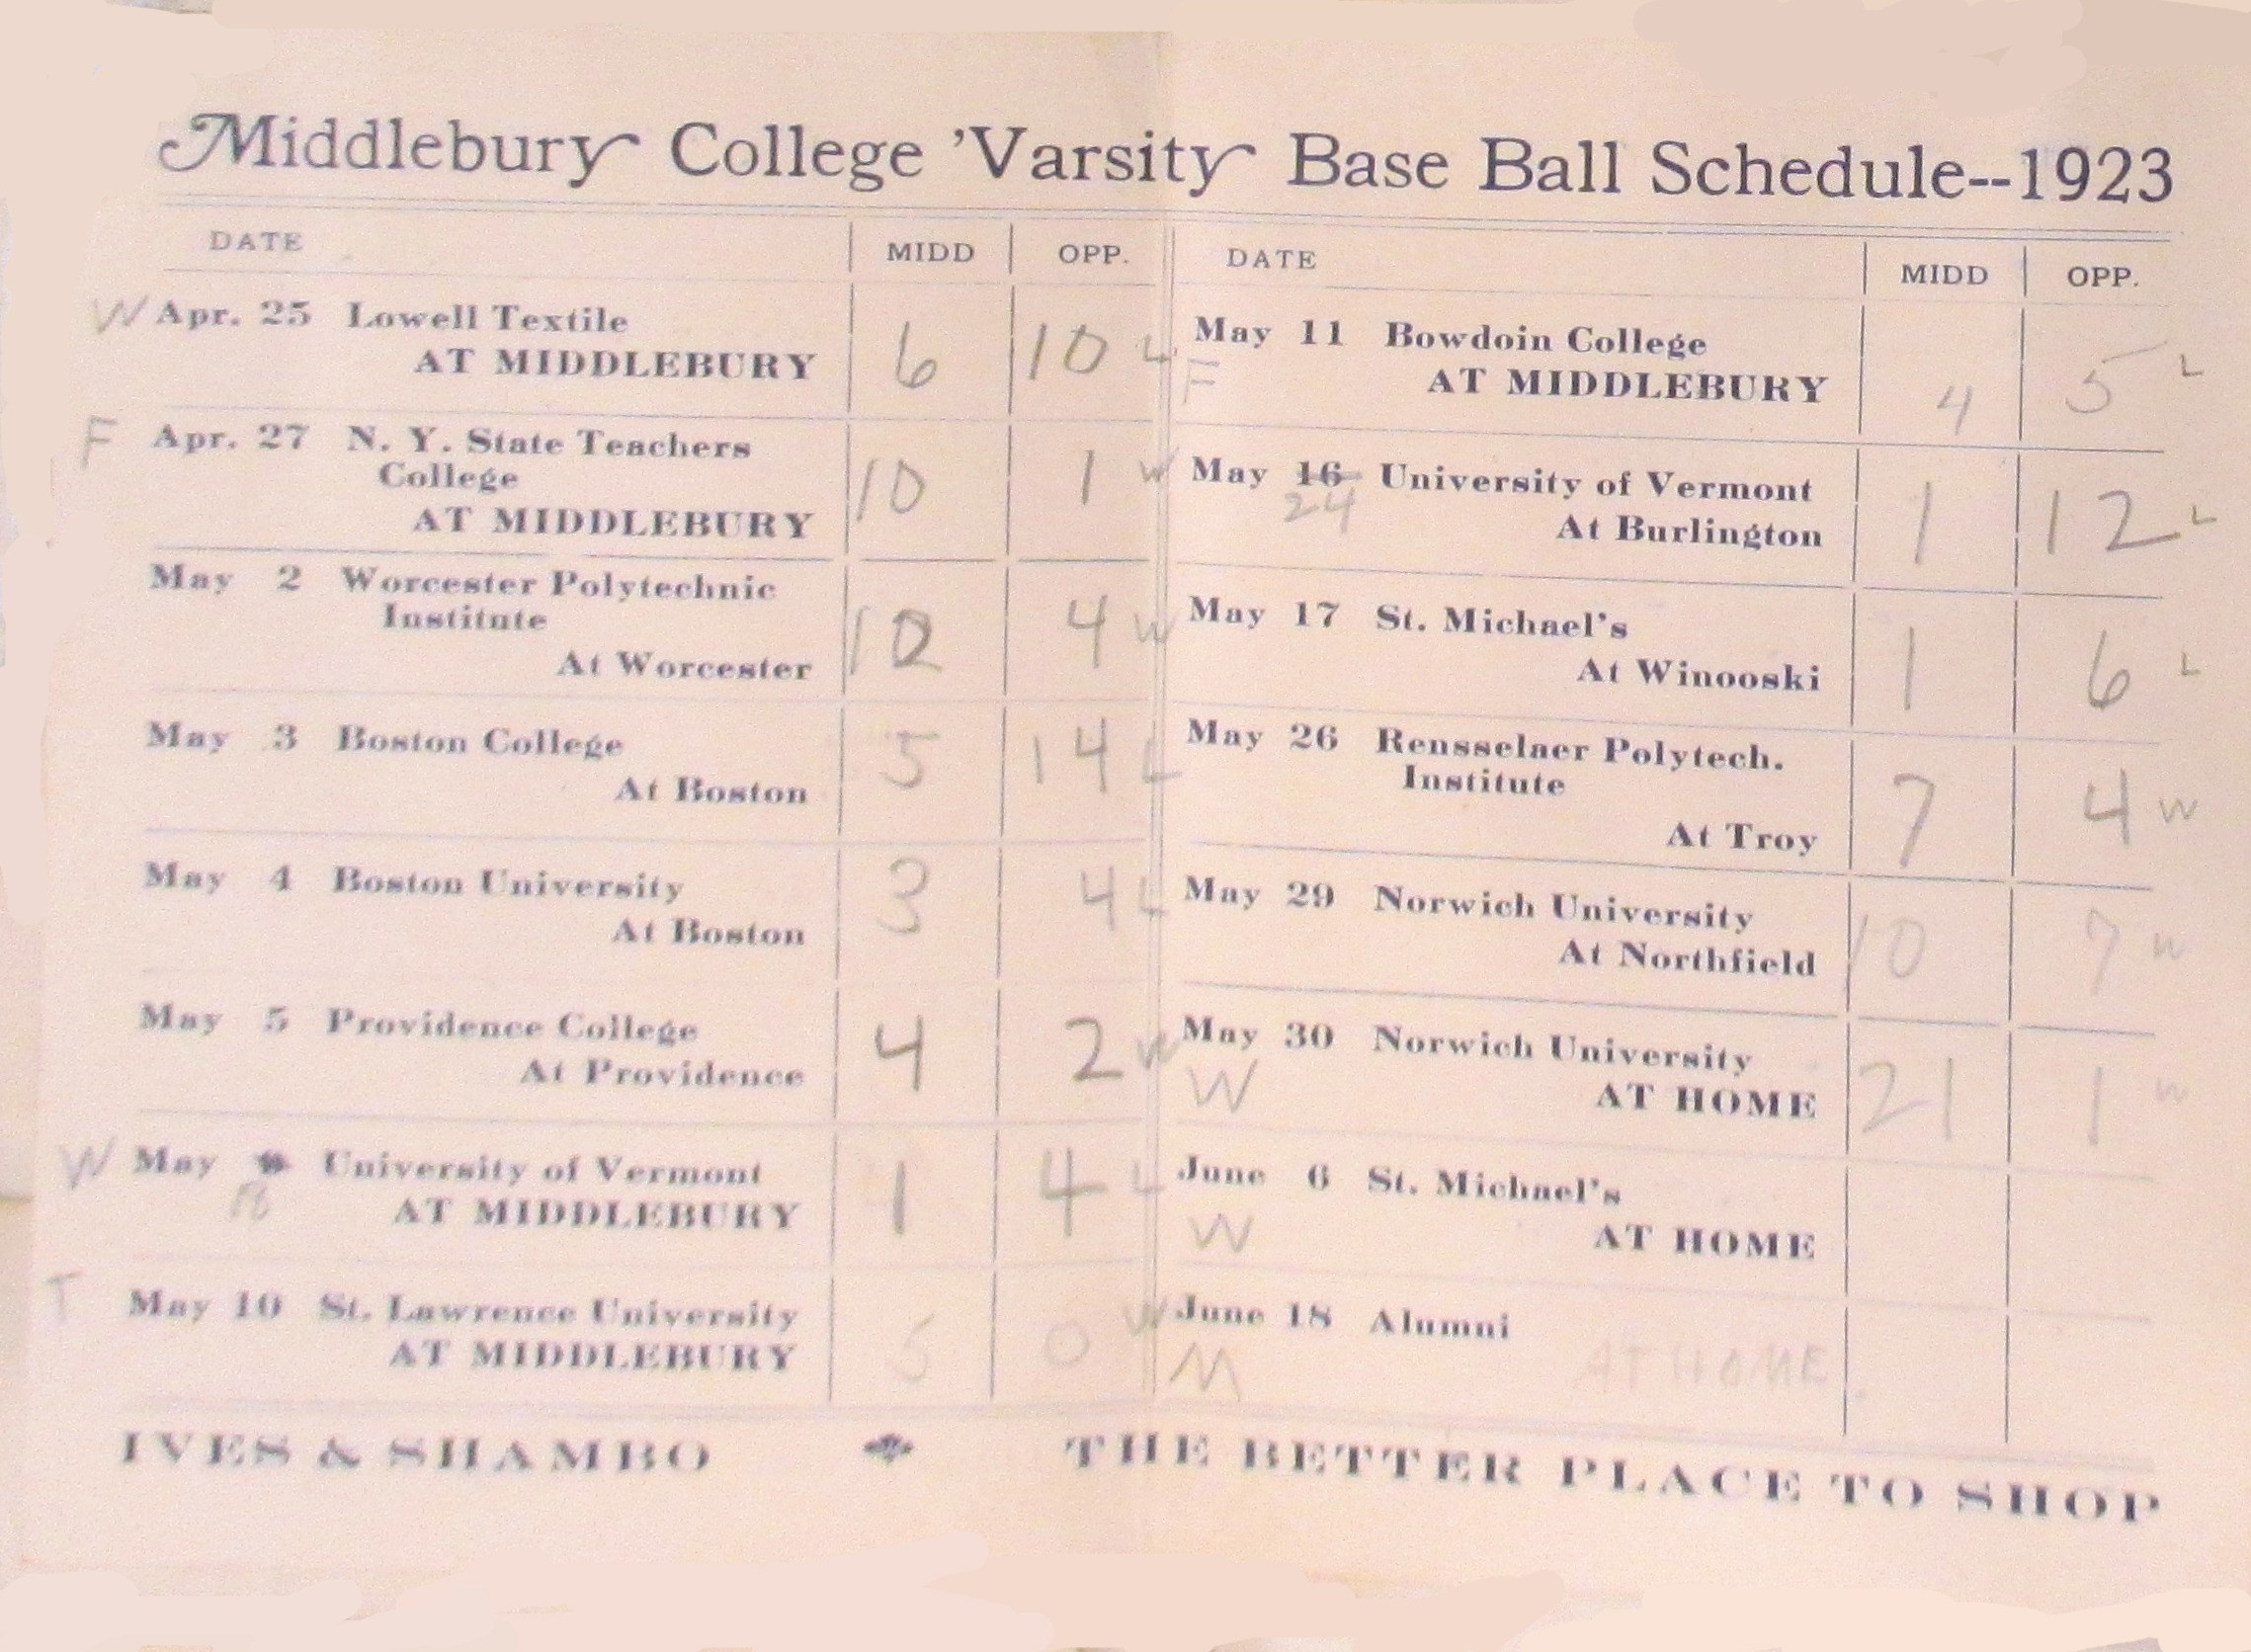 Middlebury College 'Varsity Base Ball Schedule--1923
DATE MIDD OPP.
W Apr. 25 Lowell Textile
AT MIDDLEBURY 6 10 L
F Apr. 27 N. Y. State Teachers
College
AT MIDDLEBURY 10 1 W
May 2 Worcester Polytechnic
Institute
At Worcester 10 4 W
May 3 Boston College
At Boston 5 14 L
May 4 Boston University
At Boston 3 4 L
May 5 Providence College
At Providence 4 2 W
W May University of Vermont
18 AT MIDDLEBURY 1 4 L
T May 10 St. Lawrence University
AT MIDDLEBURY 5 0 W
DATE MIDD OPP.
May 11 Bowdoin College
F AT MIDDLEBURY 4 5 L
May 16 University of Vermont
24 At Burlington 1 12 L
May 17 St. Michael's
At Winooski 1 6 L
May 26 Rensselaer Polytech.
Institute
At Troy 7 4 W
May 29 Norwich University
At Northfield 10 7 W
May 30 Norwich University
W AT HOME 21 1 W
June 6 St. Michael's
W AT HOME
June 18 Alumni
M AT HOME
IVES & SHAMBO THE BETTER PLACE TO SHOP